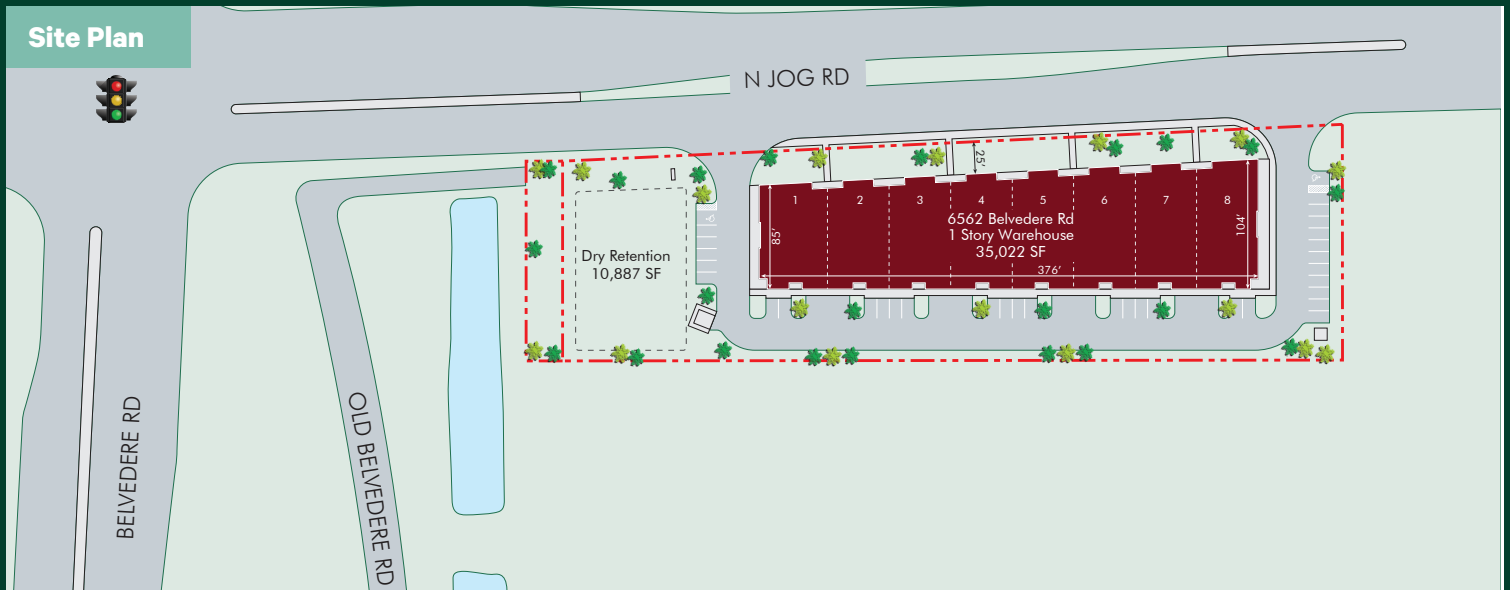 Site Plan
N JOG RD
25'
1
2
3
4
5
6
7
8
6562 Belvedere Rd
1 Story Warehouse
35,022 SF
85'
104'
376'
Dry Retention
10,887 SF
BELVEDERE RD
OLD BELVEDERE RD